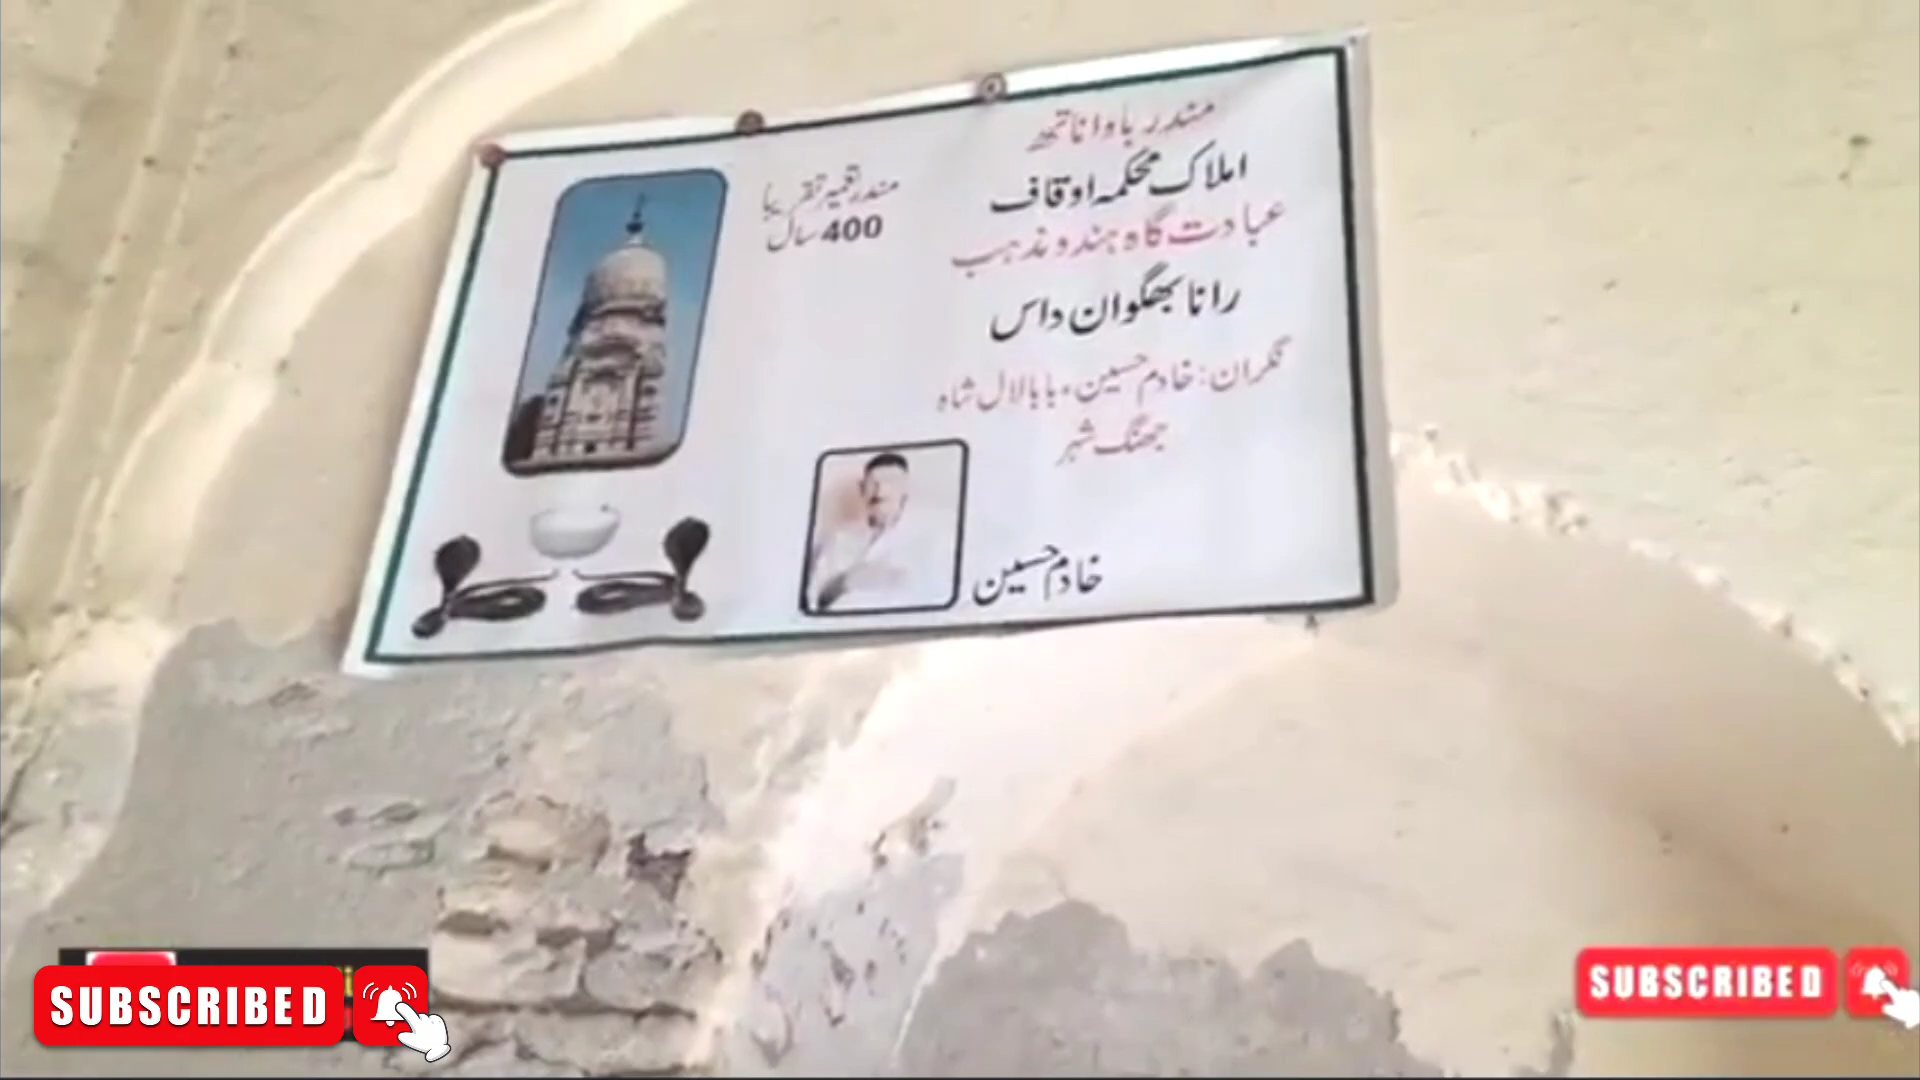 مندر باوا ناتھ
املاک محکمہ اوقاف
عبادت گاہ ہندو مذہب
رانا بھگوان داس
نگران: خادم حسین، بابا لال شاہ
جھنگ شہر
مندر تعمیر تقریباً
400 سال
خادم حسین
SUBSCRIBED
SUBSCRIBED